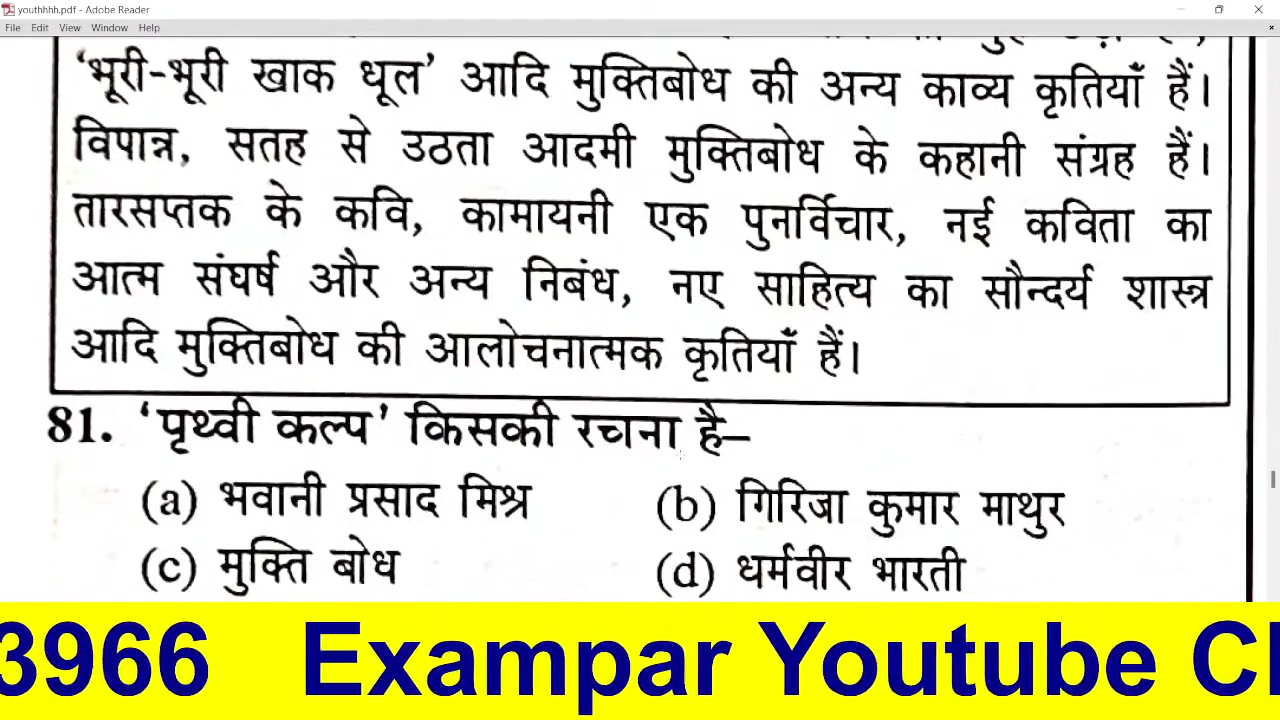 youthhhh.pdf - Adobe Reader
File Edit View Window Help
‘भूरी-भूरी खाक धूल’ आदि मुक्तिबोध की अन्य काव्य कृतियाँ हैं।
विपान्न, सतह से उठता आदमी मुक्तिबोध के कहानी संग्रह हैं।
तारसप्तक के कवि, कामायनी एक पुनर्विचार, नई कविता का
आत्म संघर्ष और अन्य निबंध, नए साहित्य का सौन्दर्य शास्त्र
आदि मुक्तिबोध की आलोचनात्मक कृतियाँ हैं।
81. ‘पृथ्वी कल्प’ किसकी रचना है–
(a) भवानी प्रसाद मिश्र (b) गिरिजा कुमार माथुर
(c) मुक्ति बोध (d) धर्मवीर भारती
3966 Exampar Youtube C